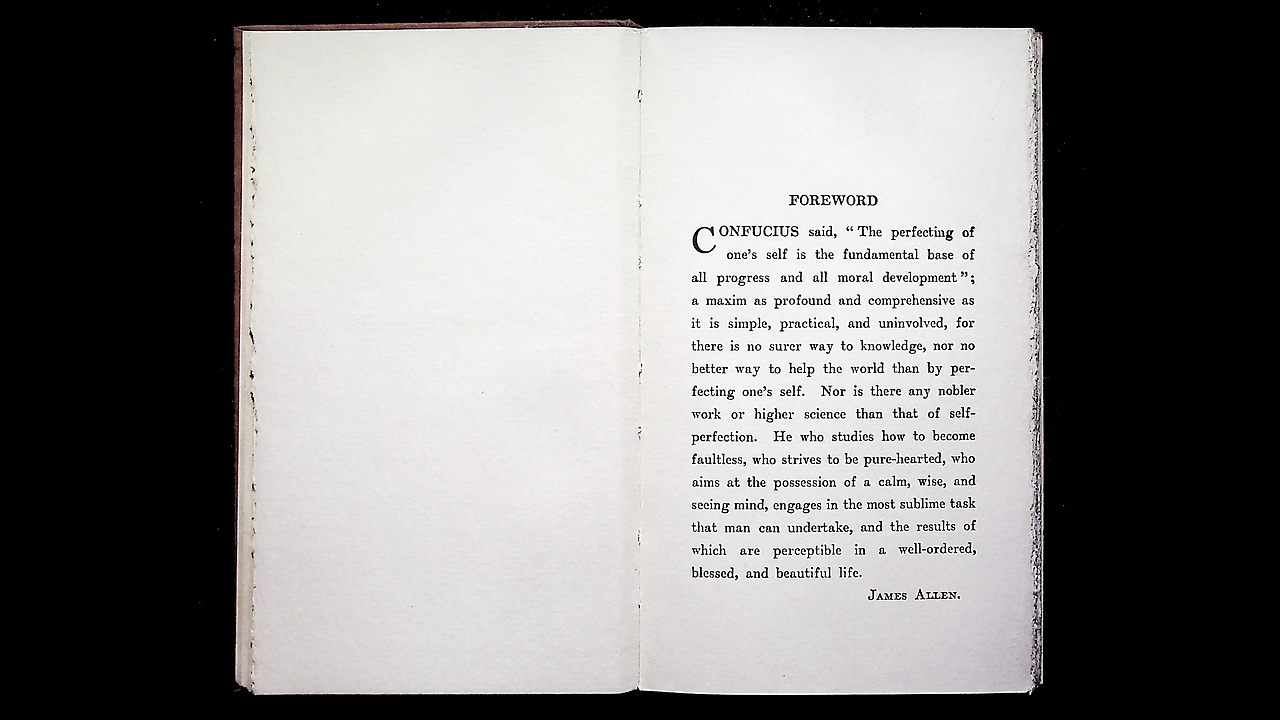 FOREWORD
CONFUCIUS said, “ The perfecting of
one’s self is the fundamental base of
all progress and all moral development ” ;
a maxim as profound and comprehensive as
it is simple, practical, and uninvolved, for
there is no surer way to knowledge, nor no
better way to help the world than by per-
fecting one’s self. Nor is there any nobler
work or higher science than that of self-
perfection. He who studies how to become
faultless, who strives to be pure-hearted, who
aims at the possession of a calm, wise, and
seeing mind, engages in the most sublime task
that man can undertake, and the results of
which are perceptible in a well-ordered,
blessed, and beautiful life.
JAMES ALLEN.